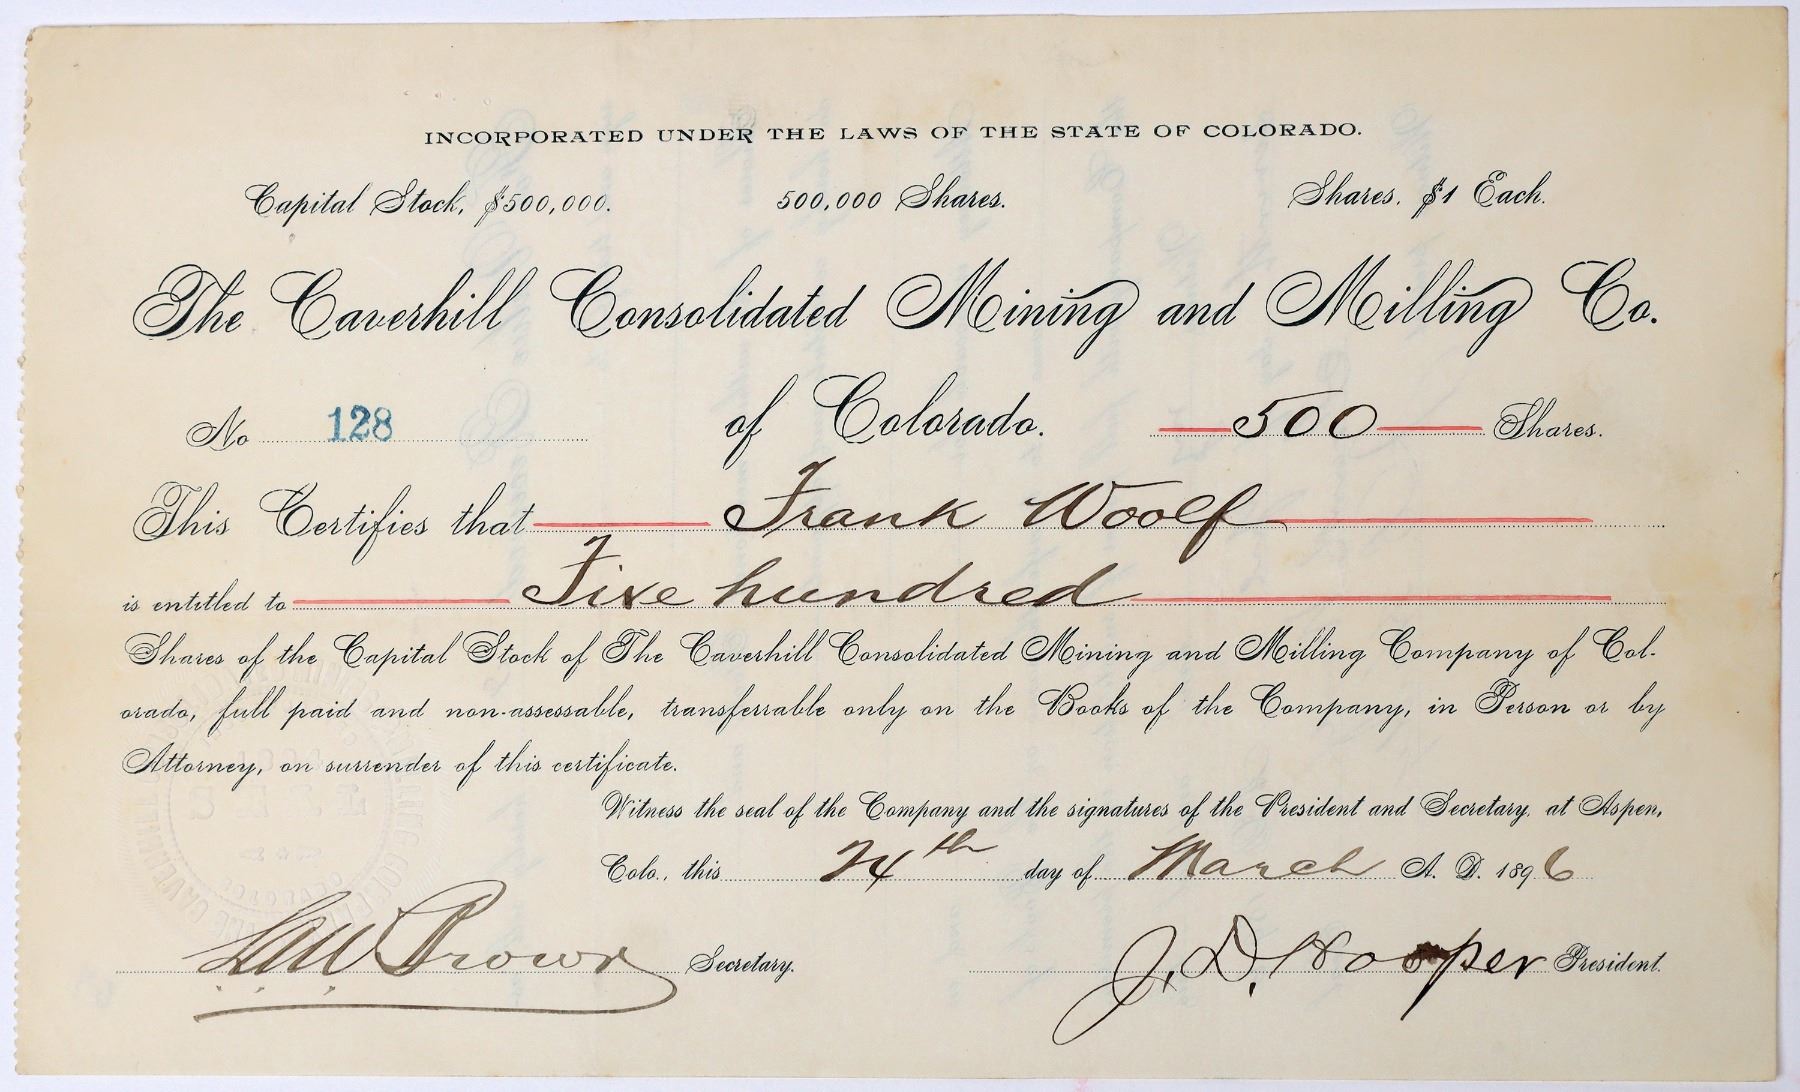 INCORPORATED UNDER THE LAWS OF THE STATE OF COLORADO.
Capital Stock, $500,000. 500,000 Shares. Shares, $1 Each.
The Caverhill Consolidated Mining and Milling Co.
No 128 of Colorado. 500 Shares.
This Certifies that Frank Woolf
is entitled to Five hundred
Shares of the Capital Stock of The Caverhill Consolidated Mining and Milling Company of Col-
orado, full paid and non-assessable, transferrable only on the Books of the Company, in Person or by
Attorney, on surrender of this certificate.
Witness the seal of the Company and the signatures of the President and Secretary, at Aspen,
Colo., this 24th day of March A. D. 1896
Brown Secretary. J. D. Hooper President.